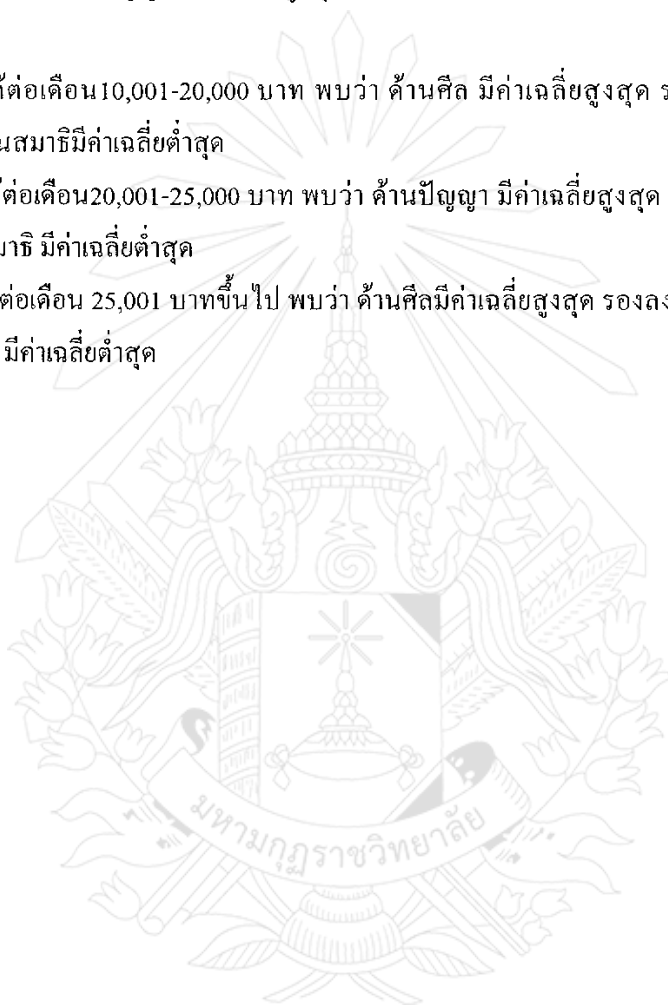 ต่อเดือน10,001-20,000 บาท พบว่า ด้านศีล มีค่าเฉลี่ยสูงสุด
นสมาธิมีค่าเฉลี่ยต่ำสุด
ต่อเดือน20,001-25,000 บาท พบว่า ด้านปัญญา มีค่าเฉลี่ยสูงสุด
มาธิ มีค่าเฉลี่ยต่ำสุด
ต่อเดือน 25,001 บาทขึ้นไป พบว่า ด้านศีลมีค่าเฉลี่ยสูงสุด รองลง
มีค่าเฉลี่ยต่ำสุด
มหามกุฏราชวิทยาลัย